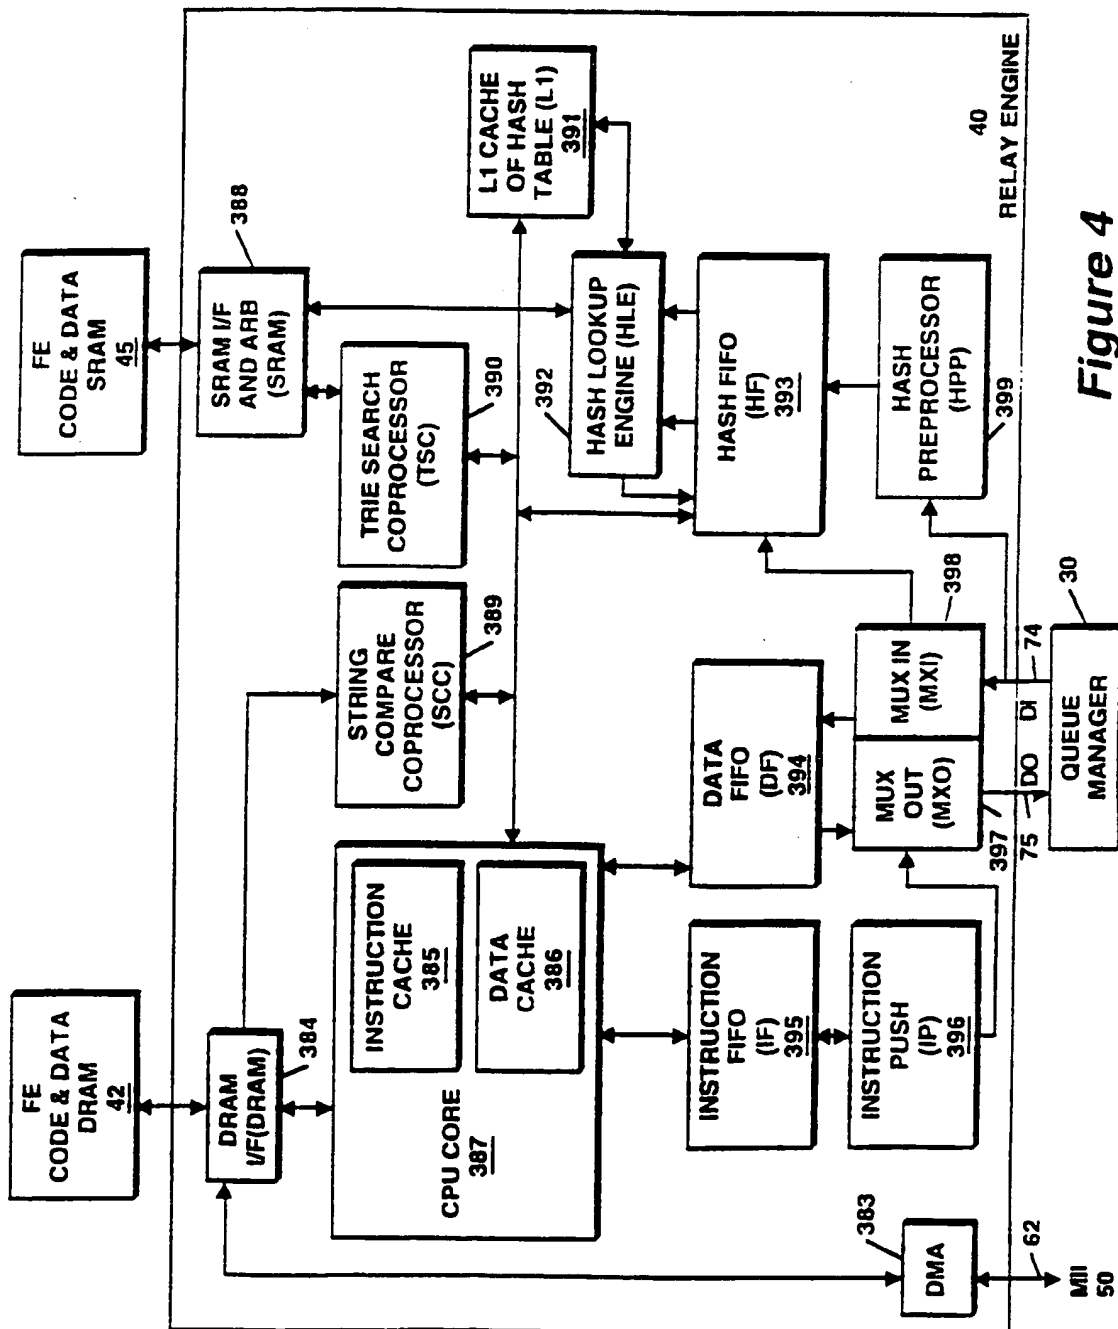 FE
CODE & DATA
DRAM
42
FE
CODE & DATA
SRAM
45
DRAM
I/F(DRAM)
384
SRAM I/F
AND ARB
(SRAM)
388
STRING
COMPARE
COPROCESSOR
(SCC)
389
TRIE SEARCH
COPROCESSOR
(TSC)
390
L1 CACHE
OF HASH
TABLE (L1)
391
INSTRUCTION
CACHE
385
DATA
CACHE
386
CPU CORE
387
392
HASH LOOKUP
ENGINE (HLE)
INSTRUCTION
FIFO
(IF)
395
DATA
FIFO
(DF)
394
HASH FIFO
(HF)
393
INSTRUCTION
PUSH
(IP)
396
MUX
OUT
(MXO)
397
MUX IN
(MXI)
398
HASH
PREPROCESSOR
(HPP)
399
383
DMA
62
MII
50
75
DO
DI
74
QUEUE
MANAGER
30
40
RELAY ENGINE
Figure 4